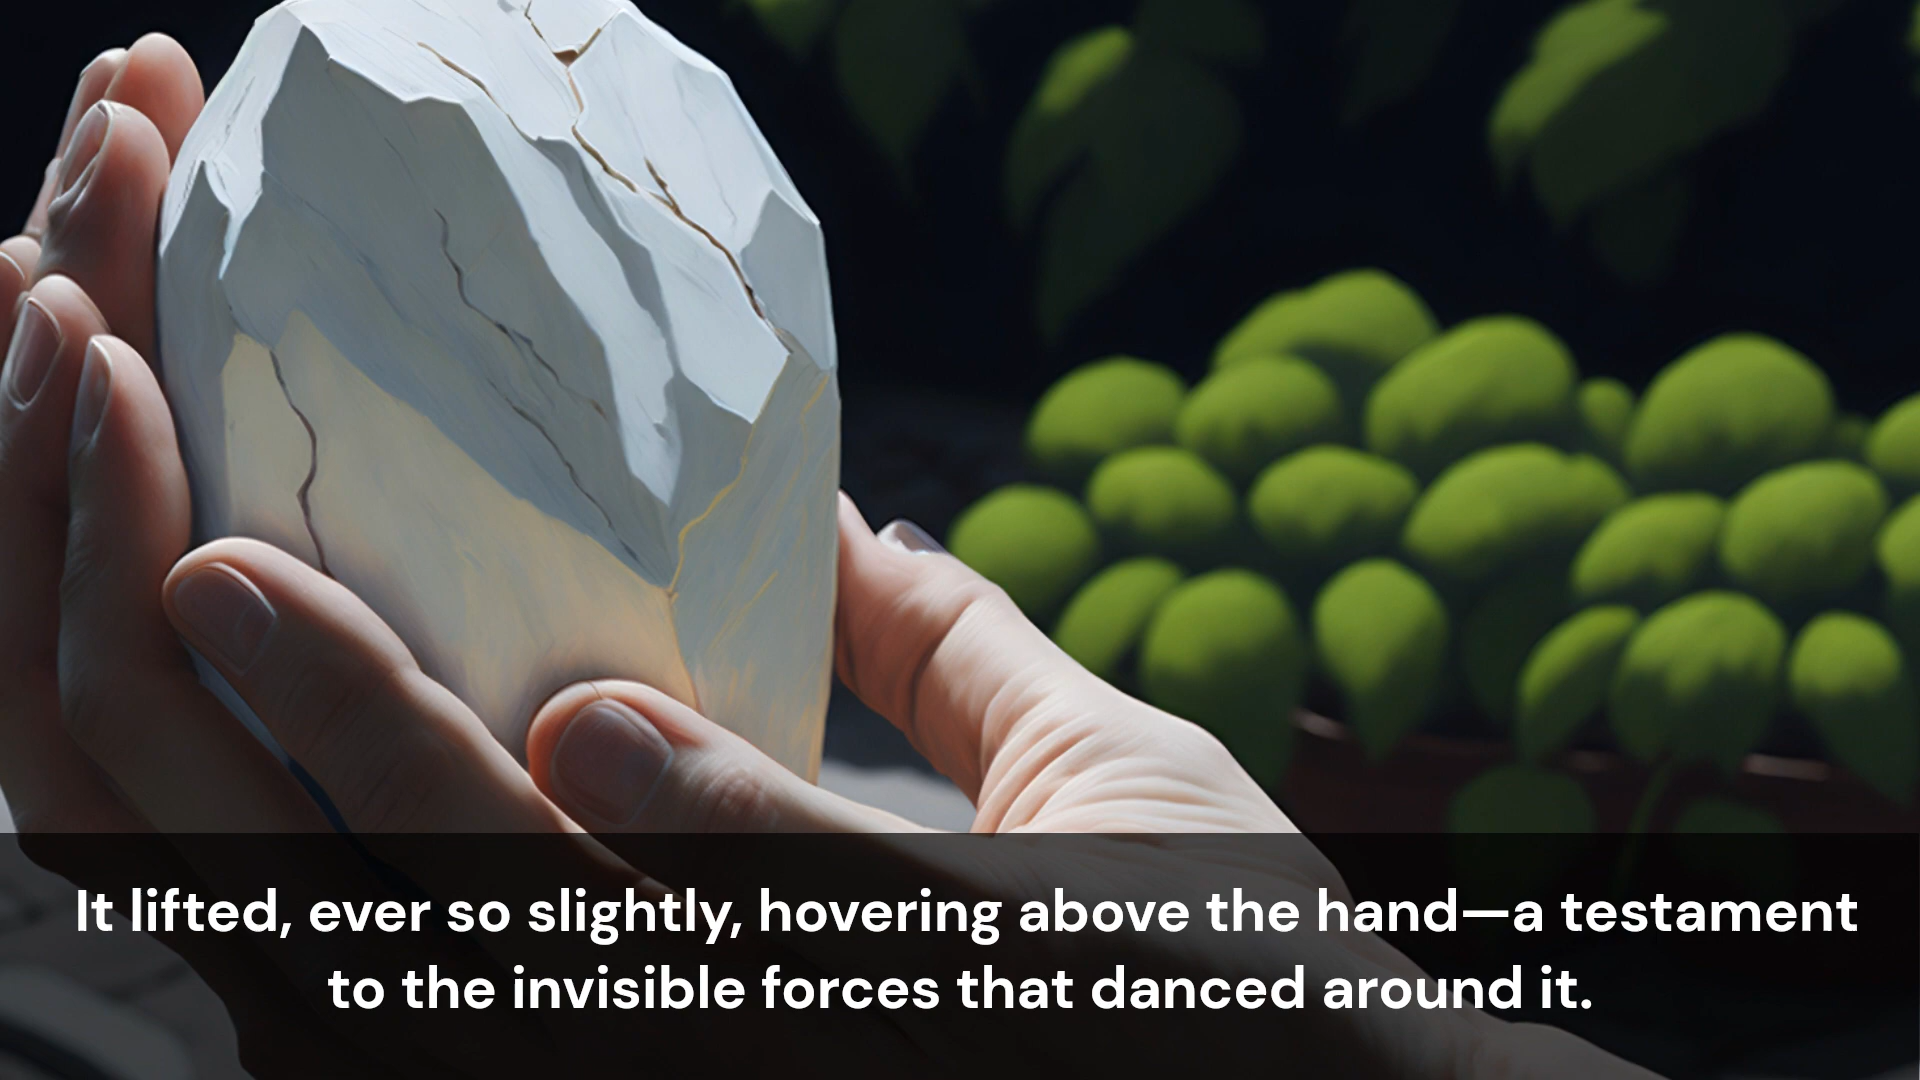 It lifted, ever so slightly, hovering above the hand—a testament
to the invisible forces that danced around it.